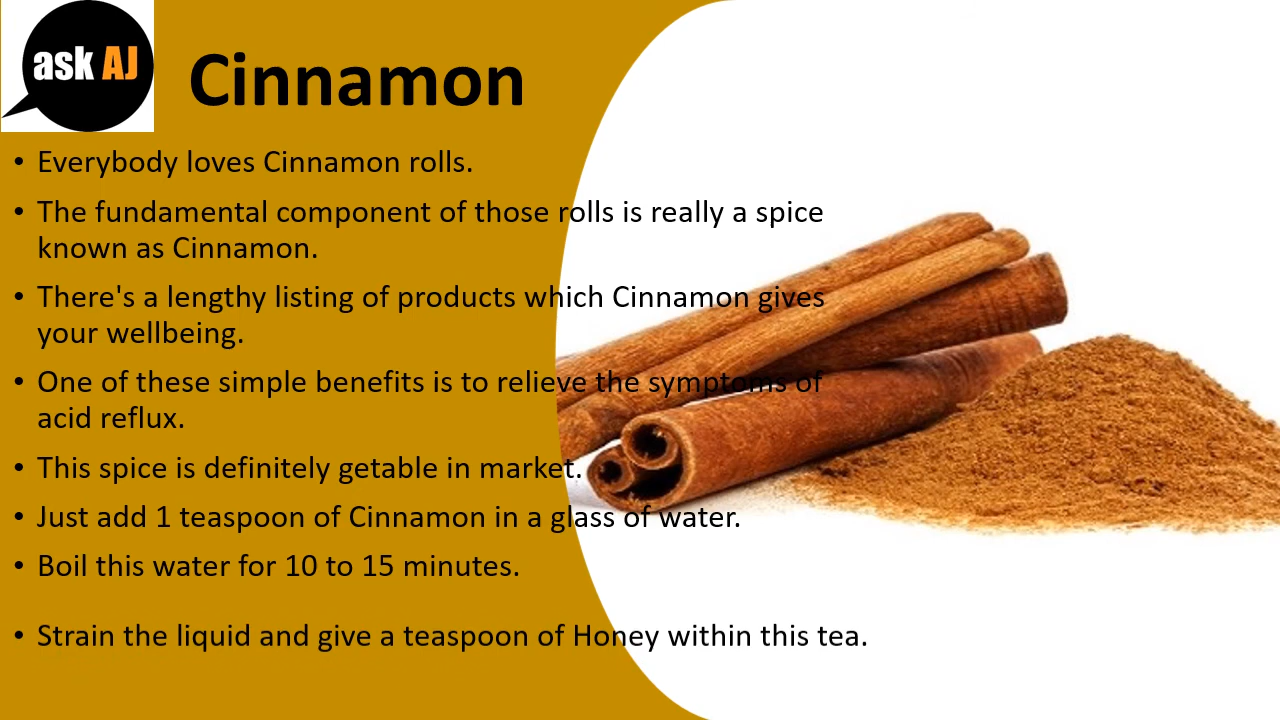 ask AJ
Cinnamon
• Everybody loves Cinnamon rolls.
• The fundamental component of those rolls is really a spice
known as Cinnamon.
• There's a lengthy listing of products which Cinnamon gives
your wellbeing.
• One of these simple benefits is to relieve the symptoms of
acid reflux.
• This spice is definitely getable in market.
• Just add 1 teaspoon of Cinnamon in a glass of water.
• Boil this water for 10 to 15 minutes.
• Strain the liquid and give a teaspoon of Honey within this tea.